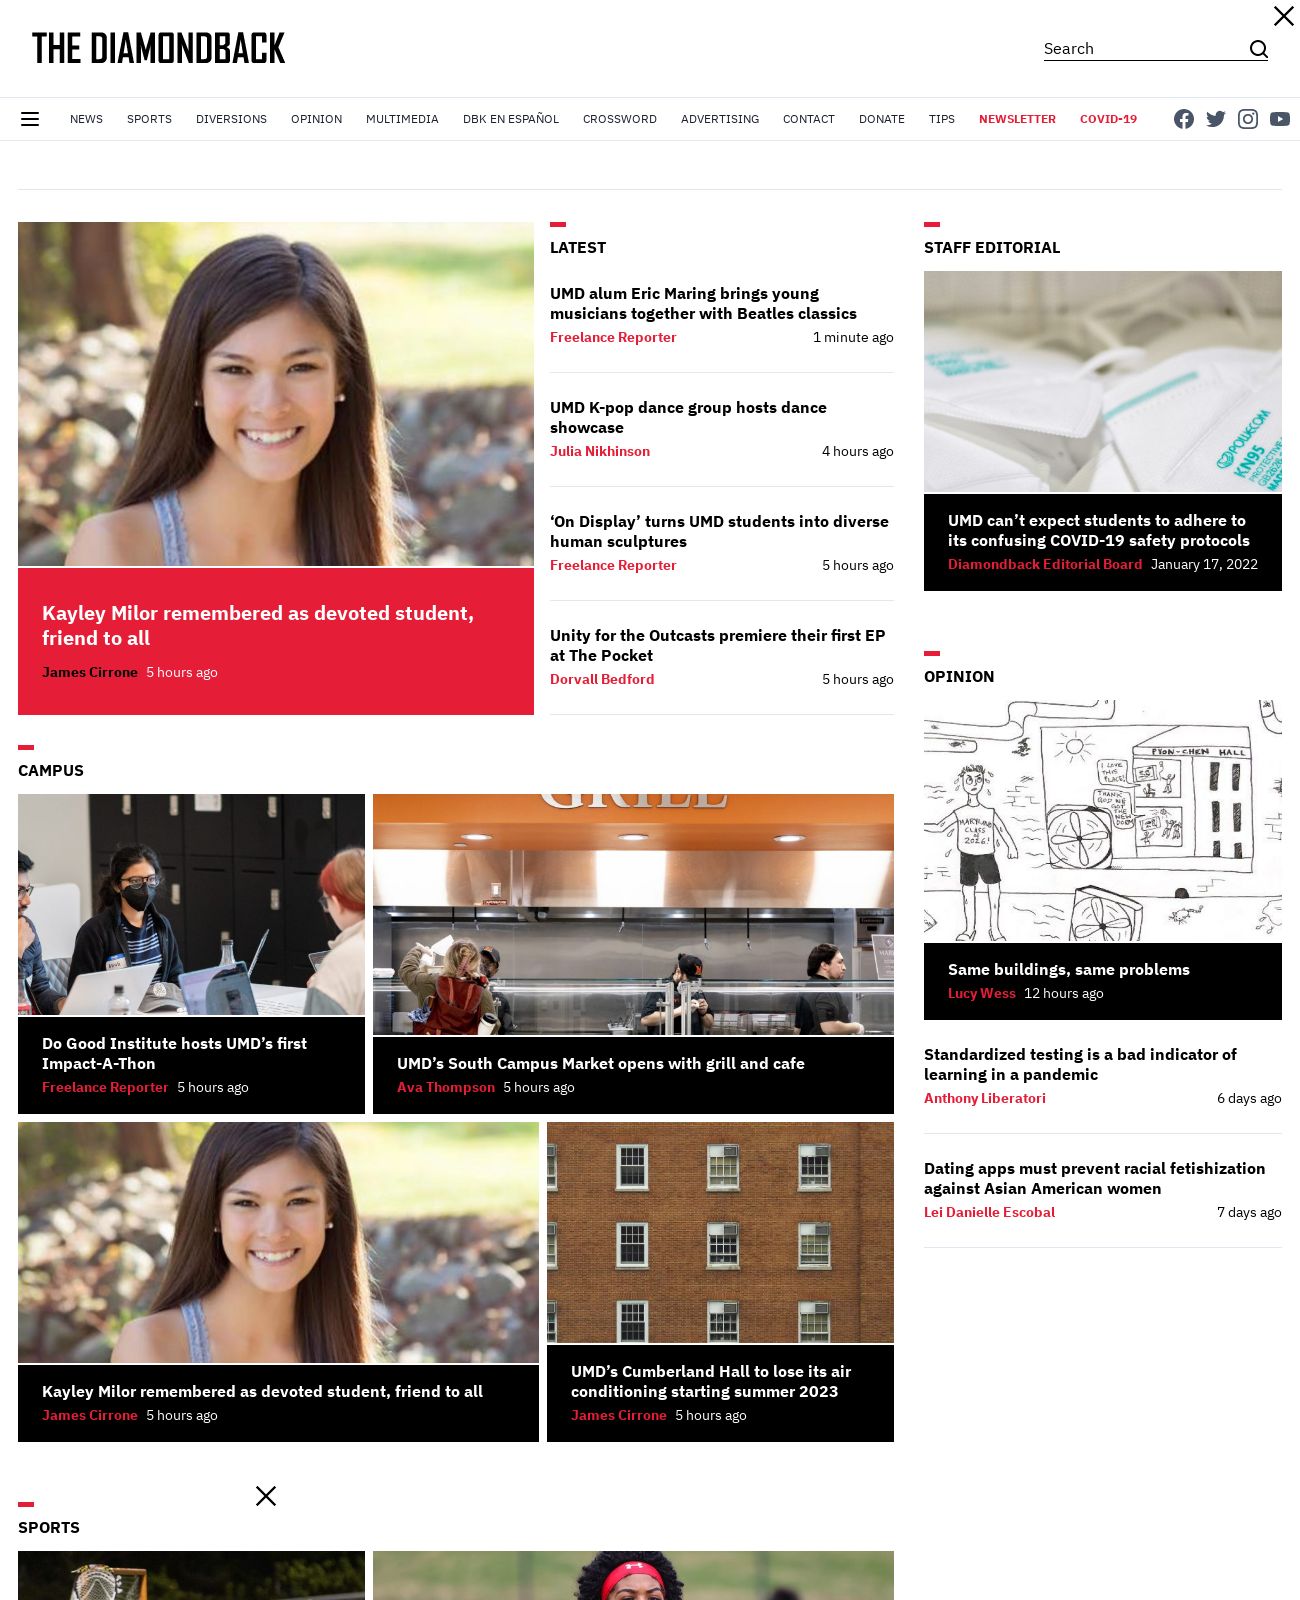 THE DIAMONDBACK
Search
NEWS SPORTS DIVERSIONS OPINION MULTIMEDIA DBK EN ESPAÑOL CROSSWORD ADVERTISING CONTACT DONATE TIPS NEWSLETTER COVID-19
Kayley Milor remembered as devoted student,
friend to all
James Cirrone 5 hours ago
LATEST
UMD alum Eric Maring brings young
musicians together with Beatles classics
Freelance Reporter 1 minute ago
UMD K-pop dance group hosts dance
showcase
Julia Nikhinson 4 hours ago
‘On Display’ turns UMD students into diverse
human sculptures
Freelance Reporter 5 hours ago
Unity for the Outcasts premiere their first EP
at The Pocket
Dorvall Bedford 5 hours ago
STAFF EDITORIAL
POWECOM
KN95
UMD can’t expect students to adhere to
its confusing COVID-19 safety protocols
Diamondback Editorial Board January 17, 2022
OPINION
PYON-CHEN HALL
I LOVE
THIS
PLACE!
THANK
GOD WE
GOT THE
NEW
DORM
MARYLAND
CLASS
OF
2026!
Same buildings, same problems
Lucy Wess 12 hours ago
Standardized testing is a bad indicator of
learning in a pandemic
Anthony Liberatori 6 days ago
Dating apps must prevent racial fetishization
against Asian American women
Lei Danielle Escobal 7 days ago
CAMPUS
GRILL
Do Good Institute hosts UMD’s first
Impact-A-Thon
Freelance Reporter 5 hours ago
UMD’s South Campus Market opens with grill and cafe
Ava Thompson 5 hours ago
Kayley Milor remembered as devoted student, friend to all
James Cirrone 5 hours ago
UMD’s Cumberland Hall to lose its air
conditioning starting summer 2023
James Cirrone 5 hours ago
SPORTS